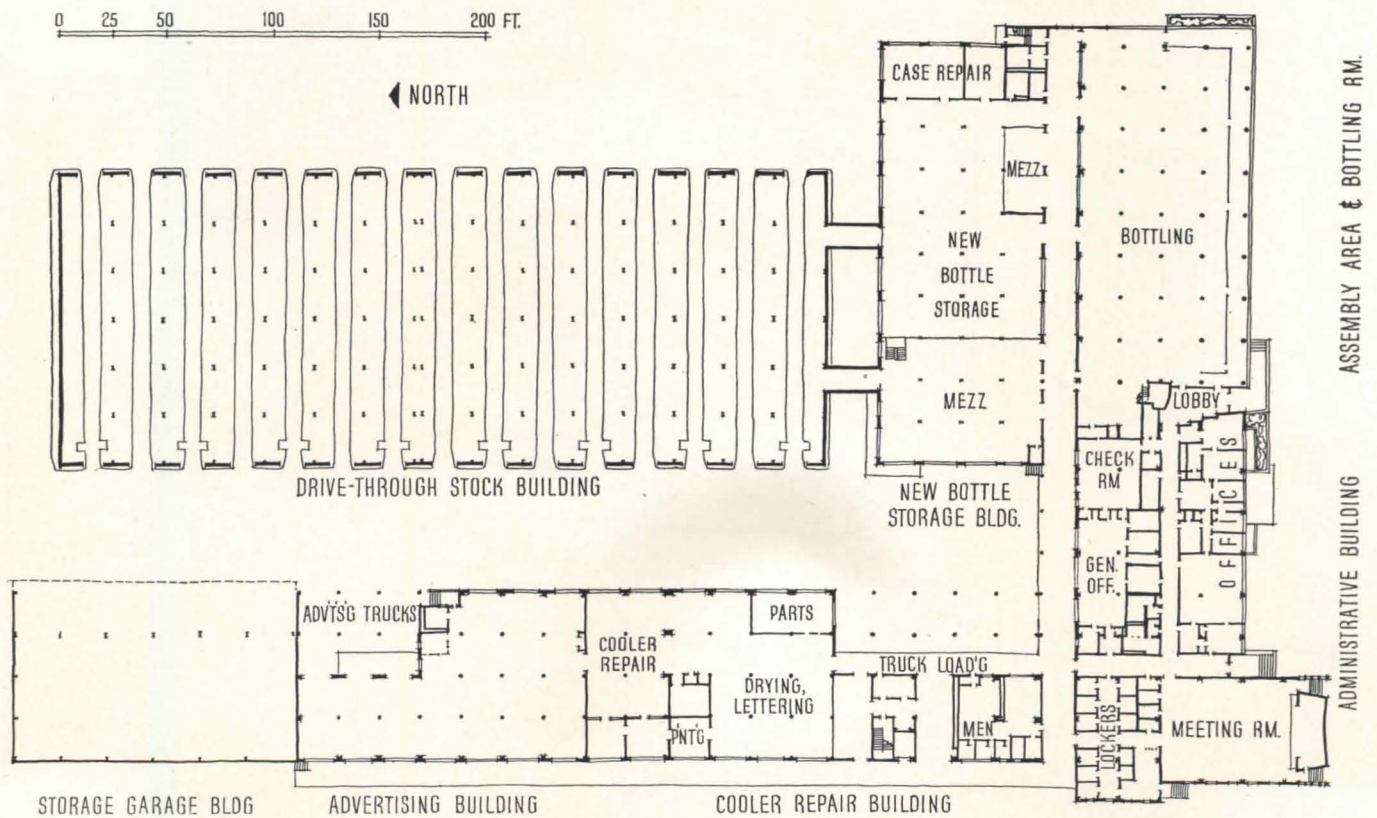 0 25 50 100 150 200 FT.
NORTH
CASE REPAIR
MEZZ
NEW
BOTTLE
STORAGE
BOTTLING
MEZZ
LOBBY
CHECK
RM
OFFICES
GEN.
OFF.
DRIVE-THROUGH STOCK BUILDING
NEW BOTTLE
STORAGE BLDG.
ADVTS'G TRUCKS
COOLER
REPAIR
PARTS
DRYING,
LETTERING
PNT'G
TRUCK LOAD'G
MEN
LOCKERS
MEETING RM.
STORAGE GARAGE BLDG
ADVERTISING BUILDING
COOLER REPAIR BUILDING
ASSEMBLY AREA & BOTTLING RM.
ADMINISTRATIVE BUILDING